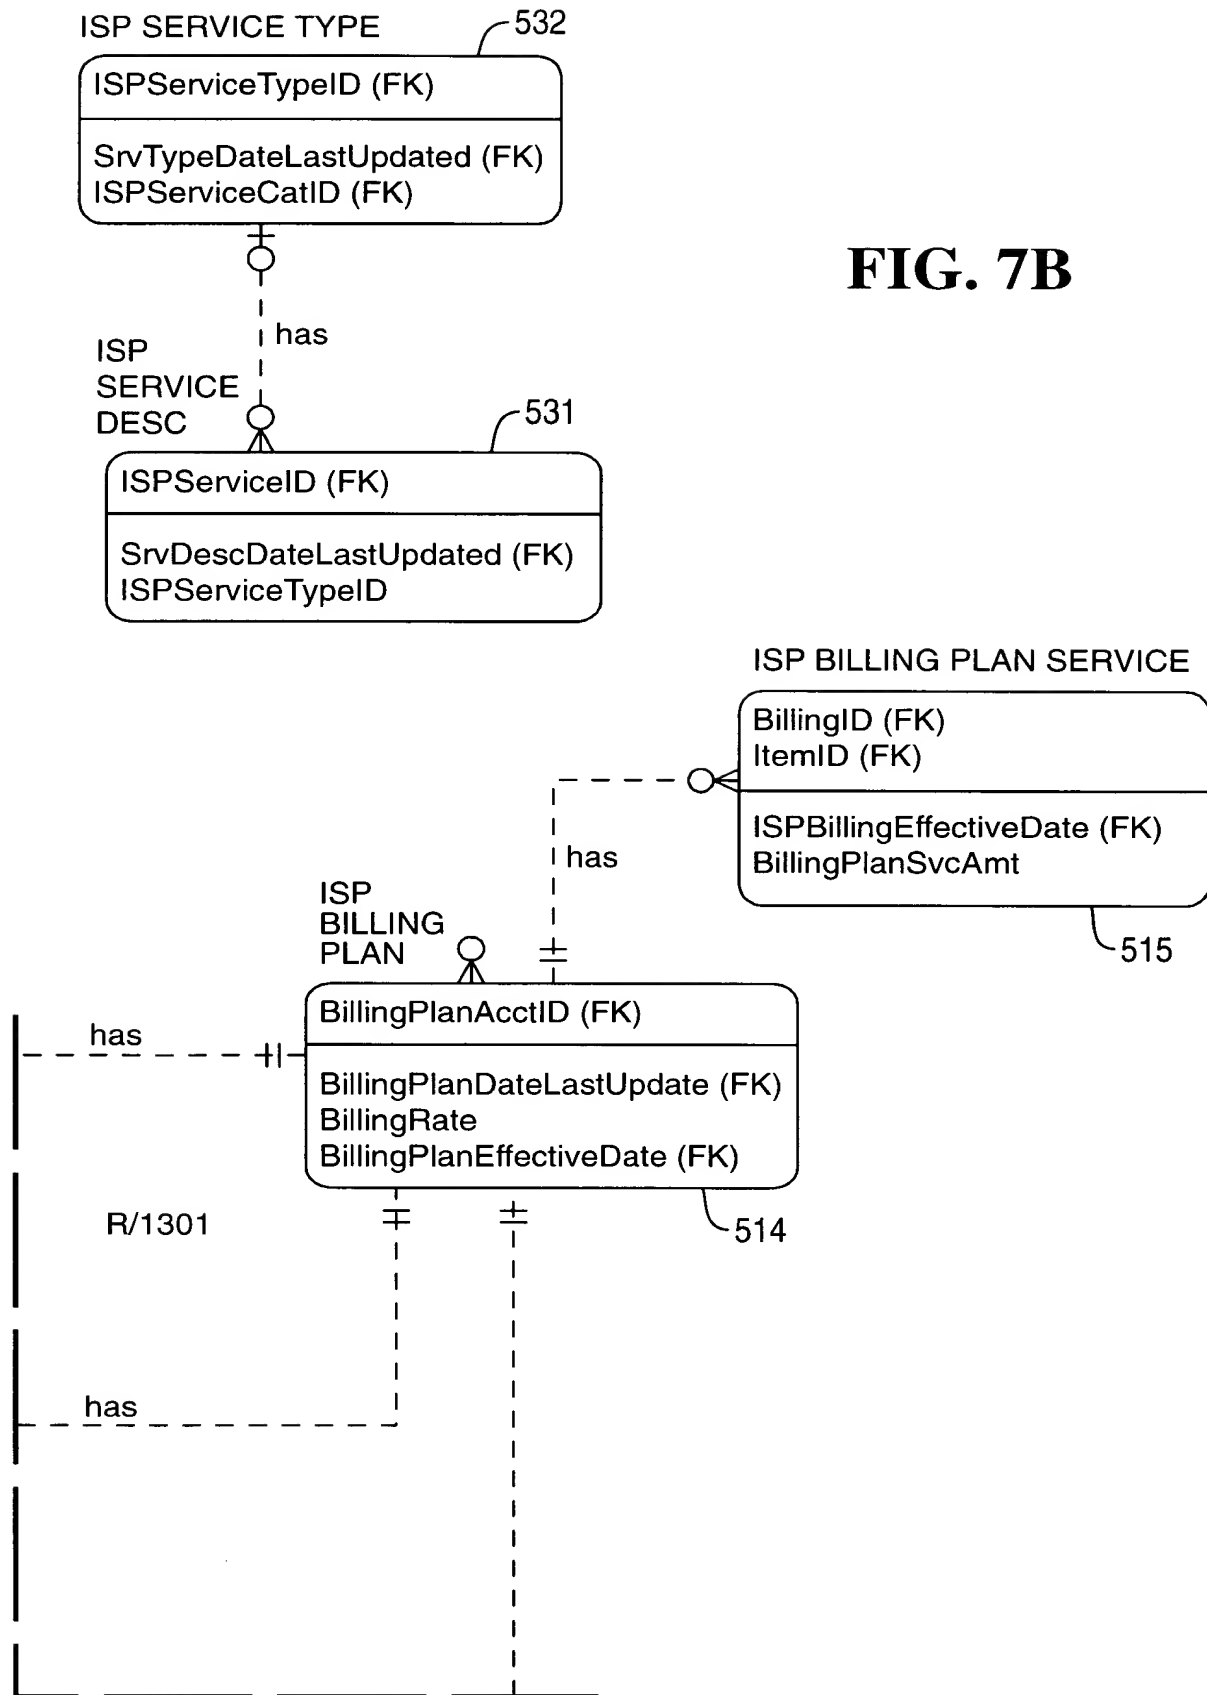 ISP SERVICE TYPE
532
ISPServiceTypeID (FK)
SrvTypeDateLastUpdated (FK)
ISPServiceCatID (FK)
FIG. 7B
has
ISP
SERVICE
DESC
531
ISPServiceID (FK)
SrvDescDateLastUpdated (FK)
ISPServiceTypeID
ISP BILLING PLAN SERVICE
BillingID (FK)
ItemID (FK)
ISPBillingEffectiveDate (FK)
BillingPlanSvcAmt
515
has
ISP
BILLING
PLAN
BillingPlanAcctID (FK)
has
BillingPlanDateLastUpdate (FK)
BillingRate
BillingPlanEffectiveDate (FK)
R/1301
514
has